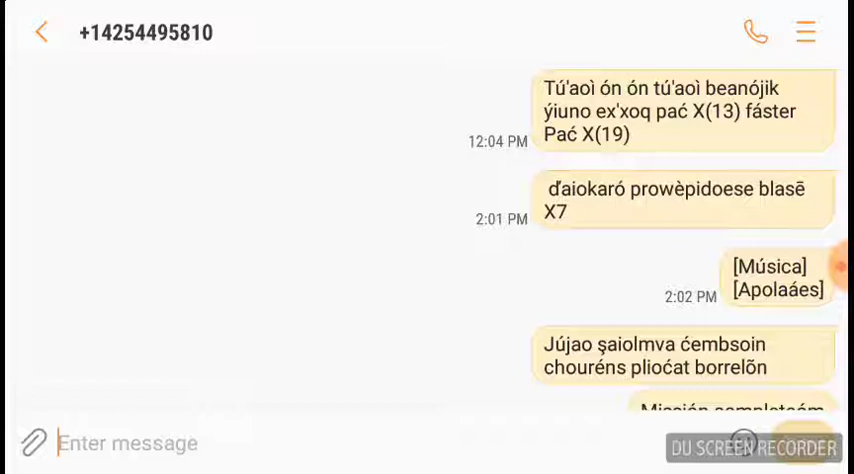 +14254495810
Tú'aoì ón ón tú'aoì beanójik
ýiuno ex'xoq pać X(13) fáster
Pać X(19)
12:04 PM
ďaiokaró prowèpidoese blasē
X7
2:01 PM
[Música]
[Apolaáes]
2:02 PM
Jújao şaiolmva ćembsoin
chouréns plioćat borrelõn
Enter message
DU SCREEN RECORDER